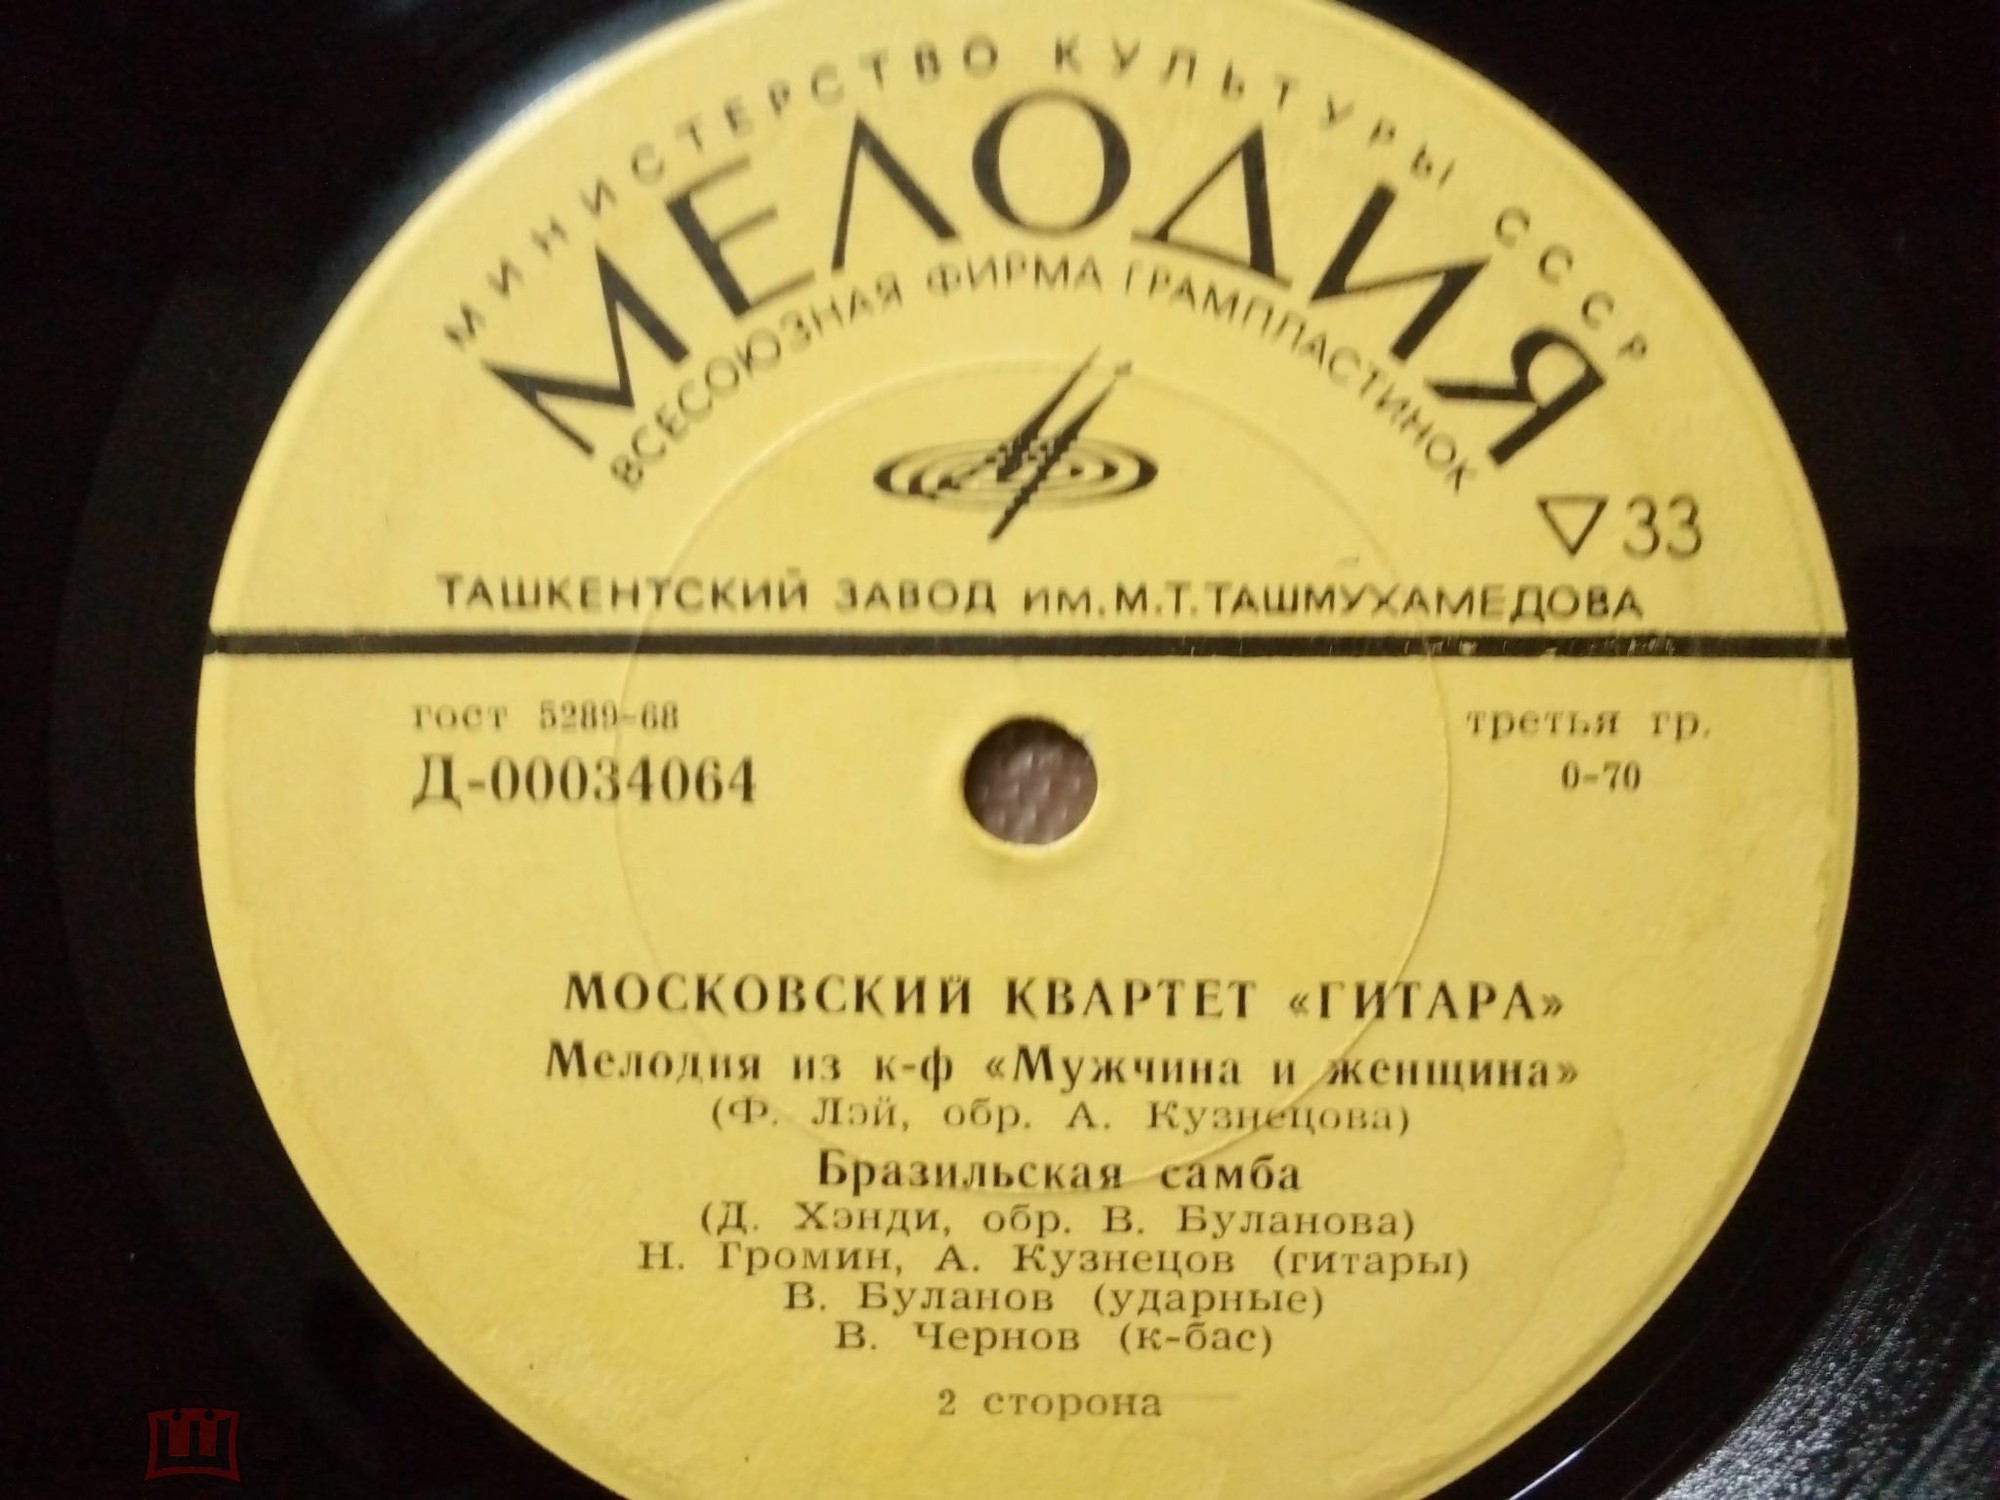 МИНИСТЕРСТВО КУЛЬТУРЫ СССР
МЕЛОДИЯ
ВСЕСОЮЗНАЯ ФИРМА ГРАМПЛАСТИНОК
33
ТАШКЕНТСКИЙ ЗАВОД ИМ. М.Т. ТАШМУХАМЕДОВА
гост 5289-68
третья гр.
Д-00034064
0-70
МОСКОВСКИЙ КВАРТЕТ «ГИТАРА»
Мелодия из к-ф «Мужчина и женщина»
(Ф. Лэй, обр. А. Кузнецова)
Бразильская самба
(Д. Хэнди, обр. В. Буланова)
Н. Громин, А. Кузнецов (гитары)
В. Буланов (ударные)
В. Чернов (к-бас)
2 сторона